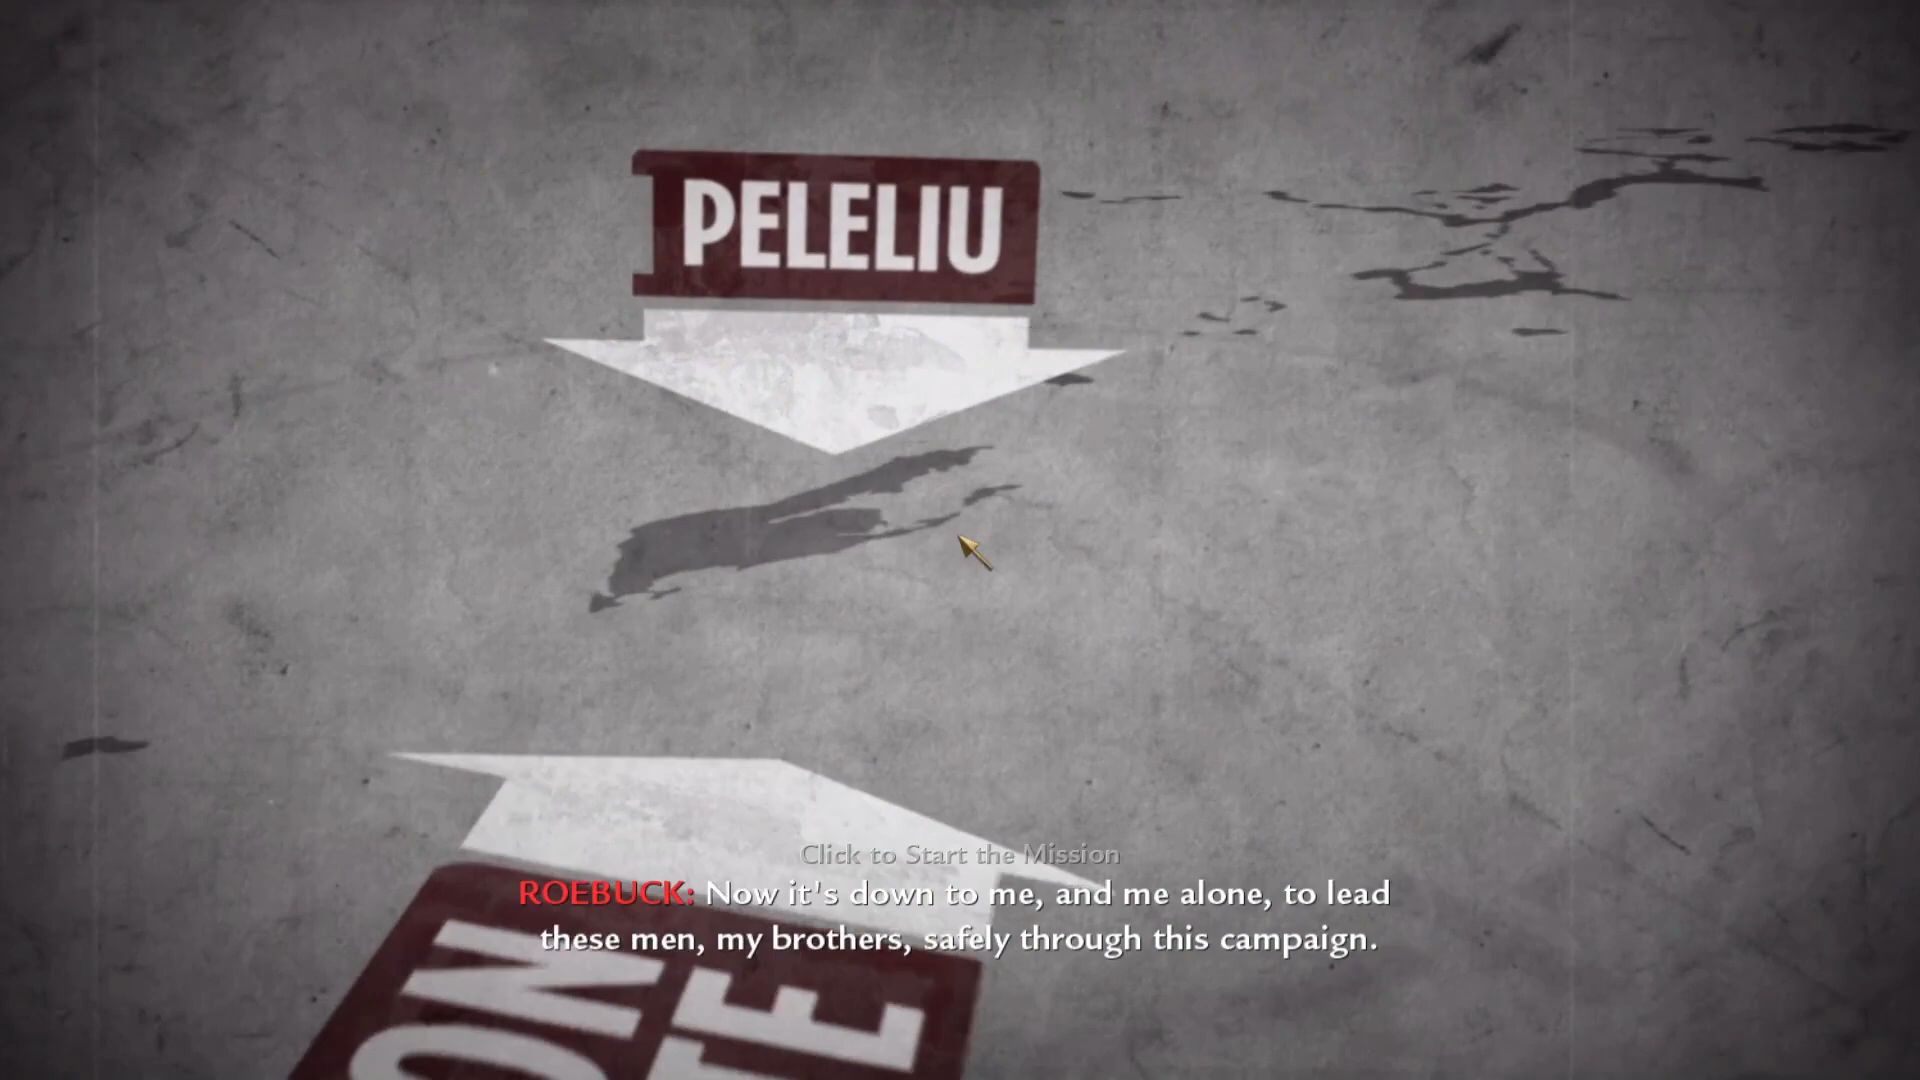 PELELIU
Click to Start the Mission
ROEBUCK: Now it's down to me, and me alone, to lead
these men, my brothers, safely through this campaign.